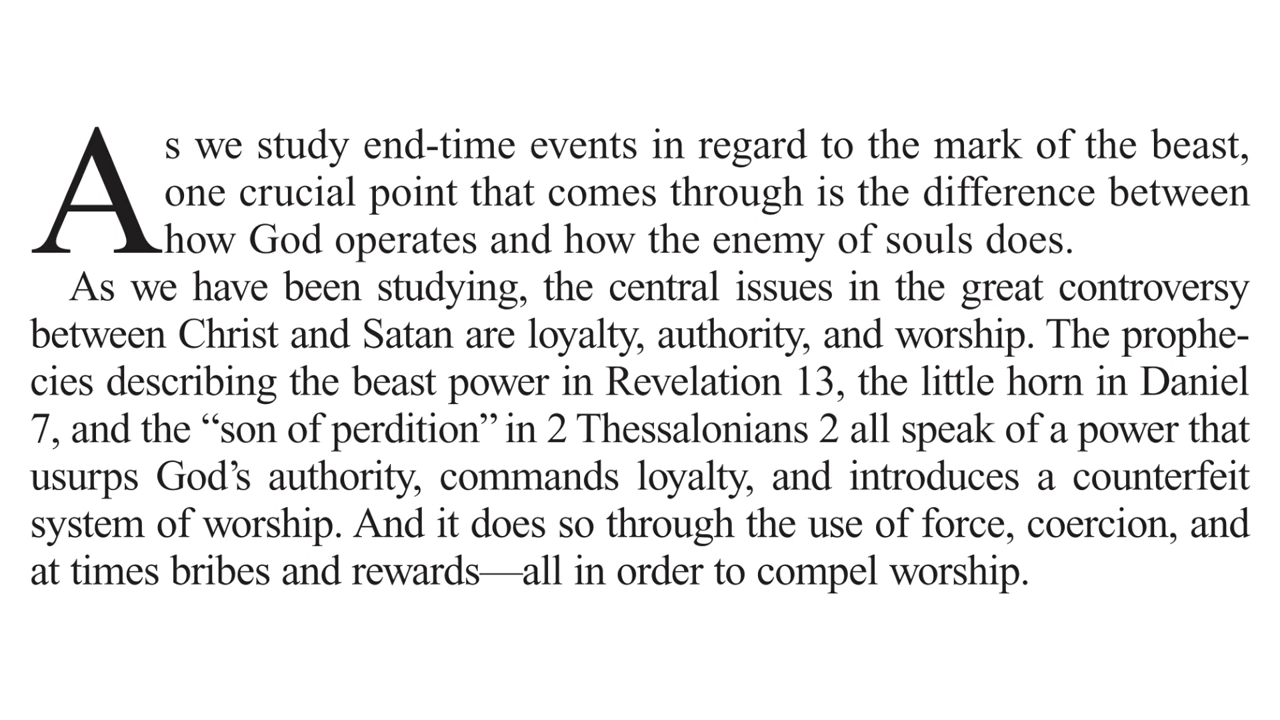 As we study end-time events in regard to the mark of the beast,
one crucial point that comes through is the difference between
how God operates and how the enemy of souls does.
As we have been studying, the central issues in the great controversy
between Christ and Satan are loyalty, authority, and worship. The prophe-
cies describing the beast power in Revelation 13, the little horn in Daniel
7, and the “son of perdition” in 2 Thessalonians 2 all speak of a power that
usurps God’s authority, commands loyalty, and introduces a counterfeit
system of worship. And it does so through the use of force, coercion, and
at times bribes and rewards—all in order to compel worship.